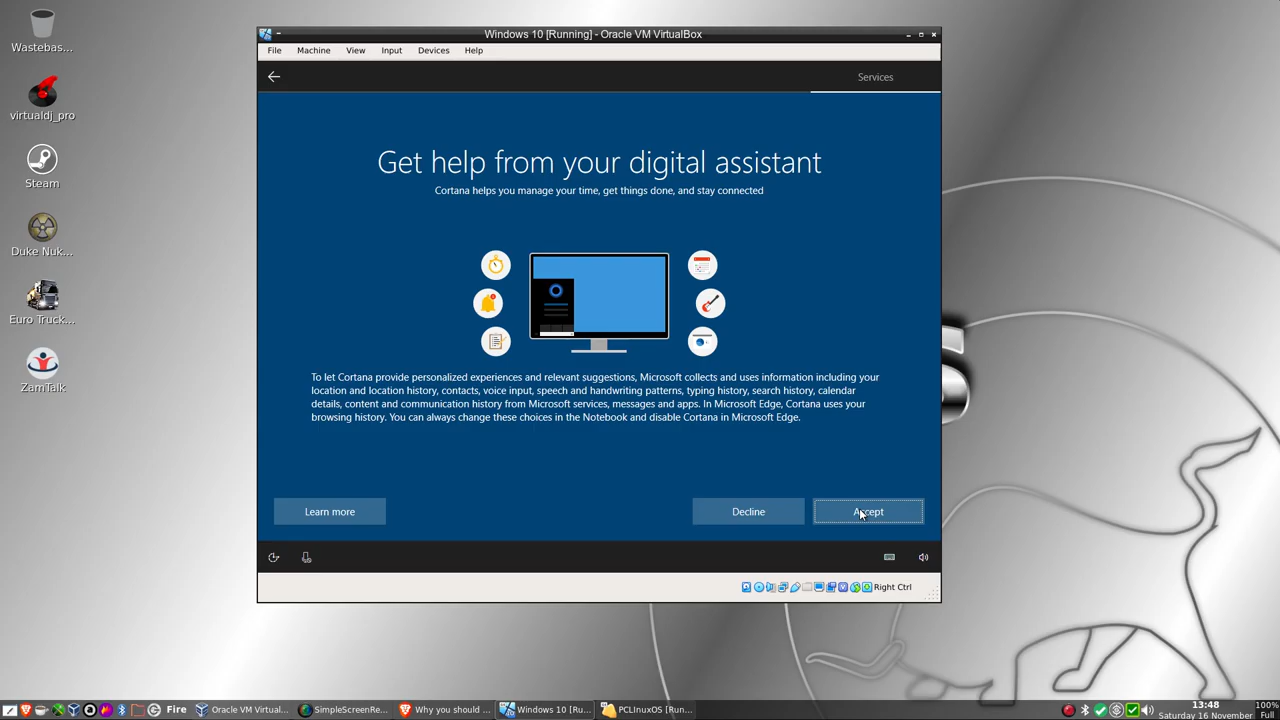 Wastebas...
virtualdj_pro
Steam
Duke Nuk...
Euro Truck...
ZamTalk
Windows 10 [Running] - Oracle VM VirtualBox
File Machine View Input Devices Help
Services
Get help from your digital assistant
Cortana helps you manage your time, get things done, and stay connected
To let Cortana provide personalized experiences and relevant suggestions, Microsoft collects and uses information including your
location and location history, contacts, voice input, speech and handwriting patterns, typing history, search history, calendar
details, content and communication history from Microsoft services, messages and apps. In Microsoft Edge, Cortana uses your
browsing history. You can always change these choices in the Notebook and disable Cortana in Microsoft Edge.
Learn more
Decline
Accept
Right Ctrl
Fire
Oracle VM Virtual...
SimpleScreenRe...
Why you should ...
Windows 10 [Ru...
PCLInuxOS [Run...
13:48
Saturday 16 November
100%
Full